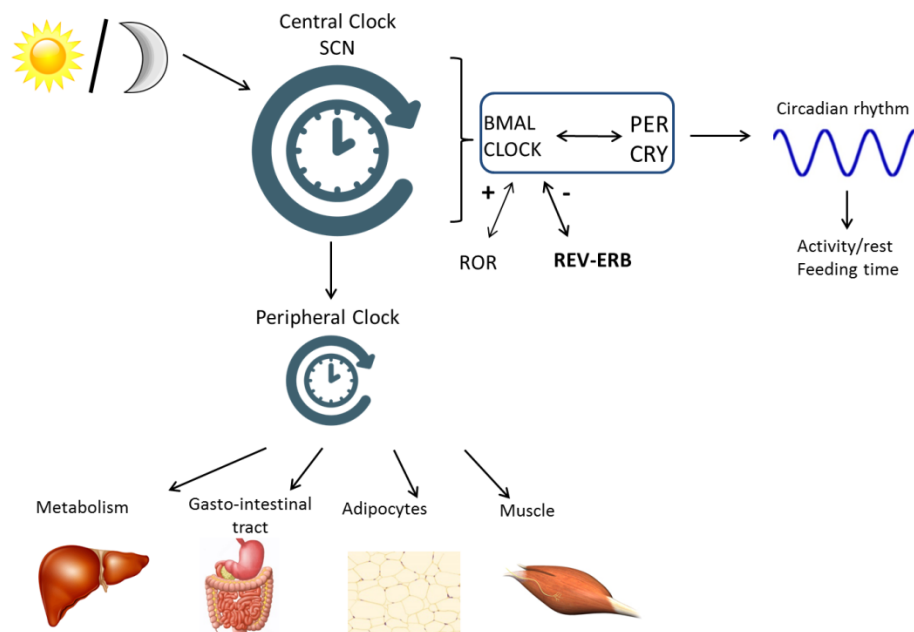 Central Clock
SCN
BMAL
CLOCK
PER
CRY
+
-
ROR
REV-ERB
Circadian rhythm
Activity/rest
Feeding time
Peripheral Clock
Metabolism
Gasto-intestinal
tract
Adipocytes
Muscle